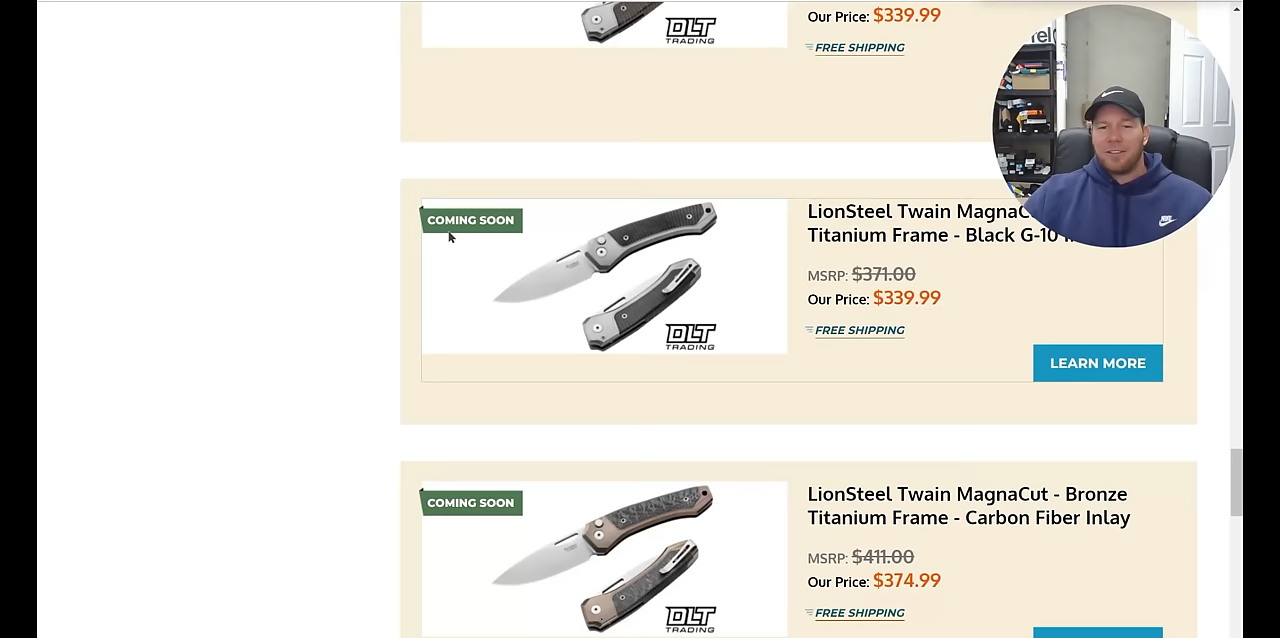 Our Price: $339.99
FREE SHIPPING
DLT
TRADING
COMING SOON
LionSteel Twain
Titanium Frame - Black G-10
MSRP: $371.00
Our Price: $339.99
FREE SHIPPING
DLT
TRADING
LEARN MORE
COMING SOON
LionSteel Twain MagnaCut - Bronze
Titanium Frame - Carbon Fiber Inlay
MSRP: $411.00
Our Price: $374.99
FREE SHIPPING
DLT
TRADING